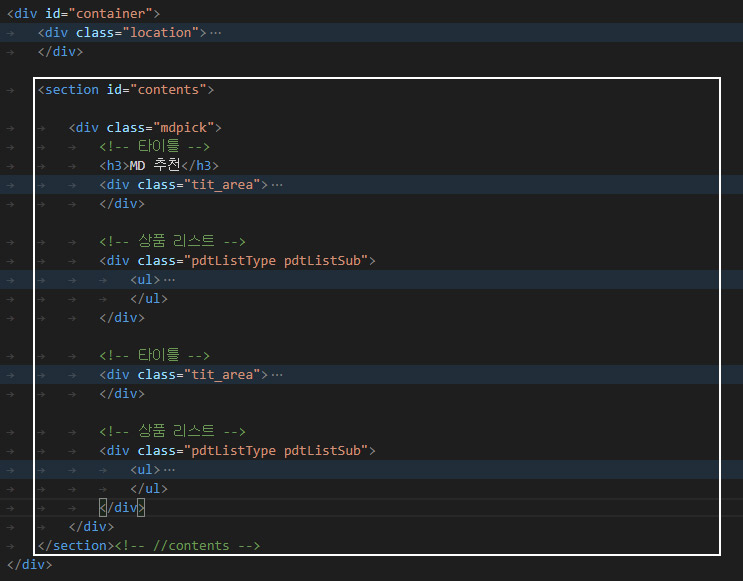 <div id="container">
<div class="location">…
</div>
<section id="contents">
<div class="mdpick">
<!-- 타이틀 -->
<h3>MD 추천</h3>
<div class="tit_area">…
</div>
<!-- 상품 리스트 -->
<div class="pdtListType pdtListSub">
<ul>…
</ul>
</div>
<!-- 타이틀 -->
<div class="tit_area">…
</div>
<!-- 상품 리스트 -->
<div class="pdtListType pdtListSub">
<ul>…
</ul>
</div>
</div>
</section><!-- //contents -->
</div>